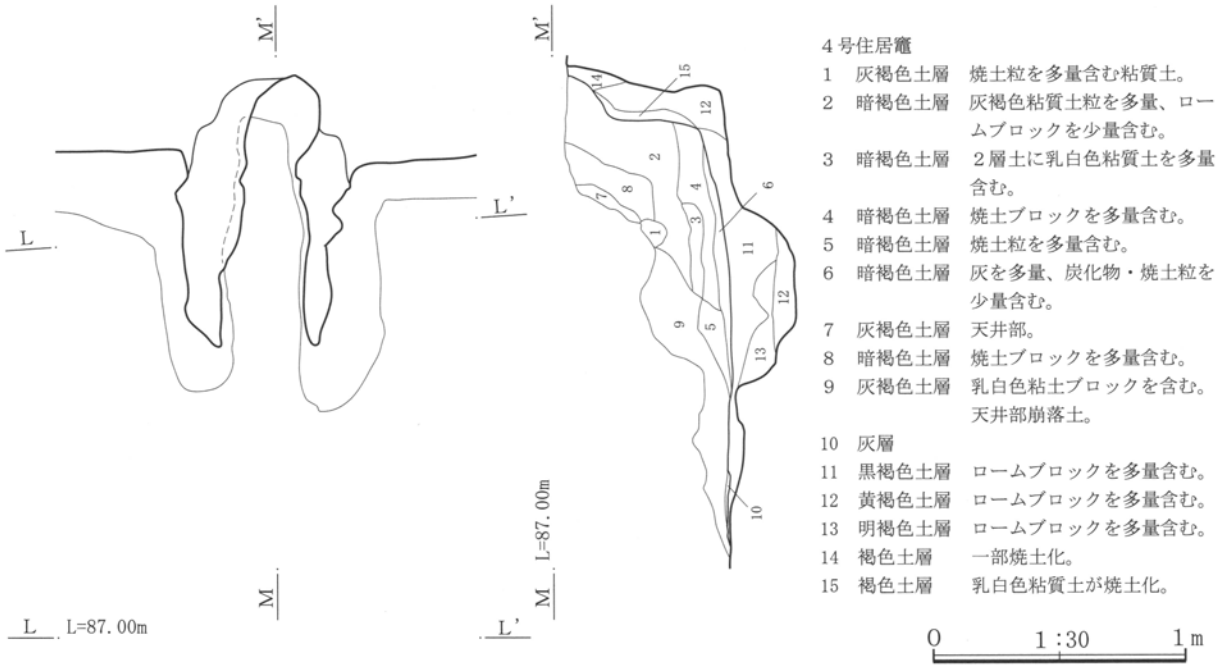 M'
M'
L
L'
M
M
L=87.00m
L L=87.00m
L'
14
15
12
2
6
4
8
7
3
1
11
12
9
5
13
10
4号住居竈
1 灰褐色土層 焼土粒を多量含む粘質土。
2 暗褐色土層 灰褐色粘質土粒を多量、ロー
ムブロックを少量含む。
3 暗褐色土層 2層土に乳白色粘質土を多量
含む。
4 暗褐色土層 焼土ブロックを多量含む。
5 暗褐色土層 焼土粒を多量含む。
6 暗褐色土層 灰を多量、炭化物・焼土粒を
少量含む。
7 灰褐色土層 天井部。
8 暗褐色土層 焼土ブロックを多量含む。
9 灰褐色土層 乳白色粘土ブロックを含む。
天井部崩落土。
10 灰層
11 黒褐色土層 ロームブロックを多量含む。
12 黄褐色土層 ロームブロックを多量含む。
13 明褐色土層 ロームブロックを多量含む。
14 褐色土層 一部焼土化。
15 褐色土層 乳白色粘質土が焼土化。
0 1:30 1m